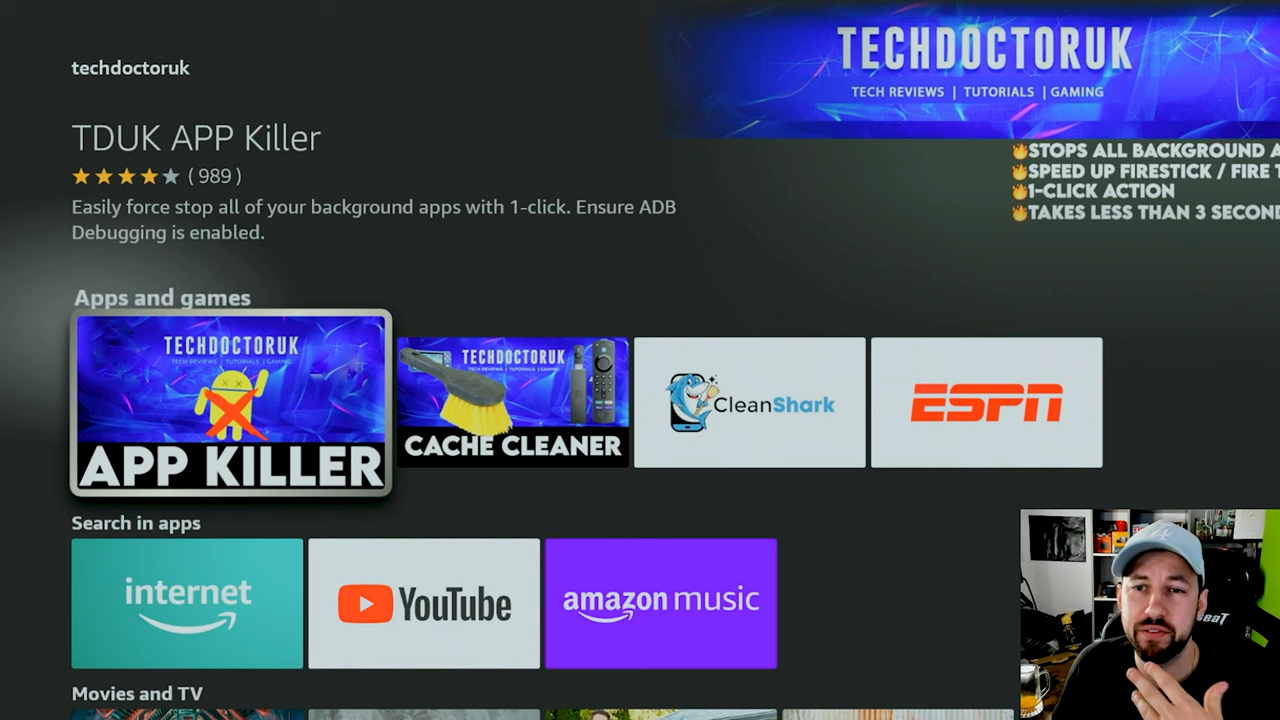 techdoctoruk
TECHDOCTORUK
TECH REVIEWS | TUTORIALS | GAMING
TDUK APP Killer
( 989 )
Easily force stop all of your background apps with 1-click. Ensure ADB
Debugging is enabled.
🔥STOPS ALL BACKGROUND A
🔥SPEED UP FIRESTICK / FIRE T
🔥1-CLICK ACTION
🔥TAKES LESS THAN 3 SECOND
Apps and games
TECHDOCTORUK
TECH REVIEWS | TUTORIALS | GAMING
APP KILLER
TECHDOCTORUK
TECH REVIEWS | TUTORIALS | GAMING
CACHE CLEANER
CleanShark
ESPN
Search in apps
internet
YouTube
amazon music
Movies and TV